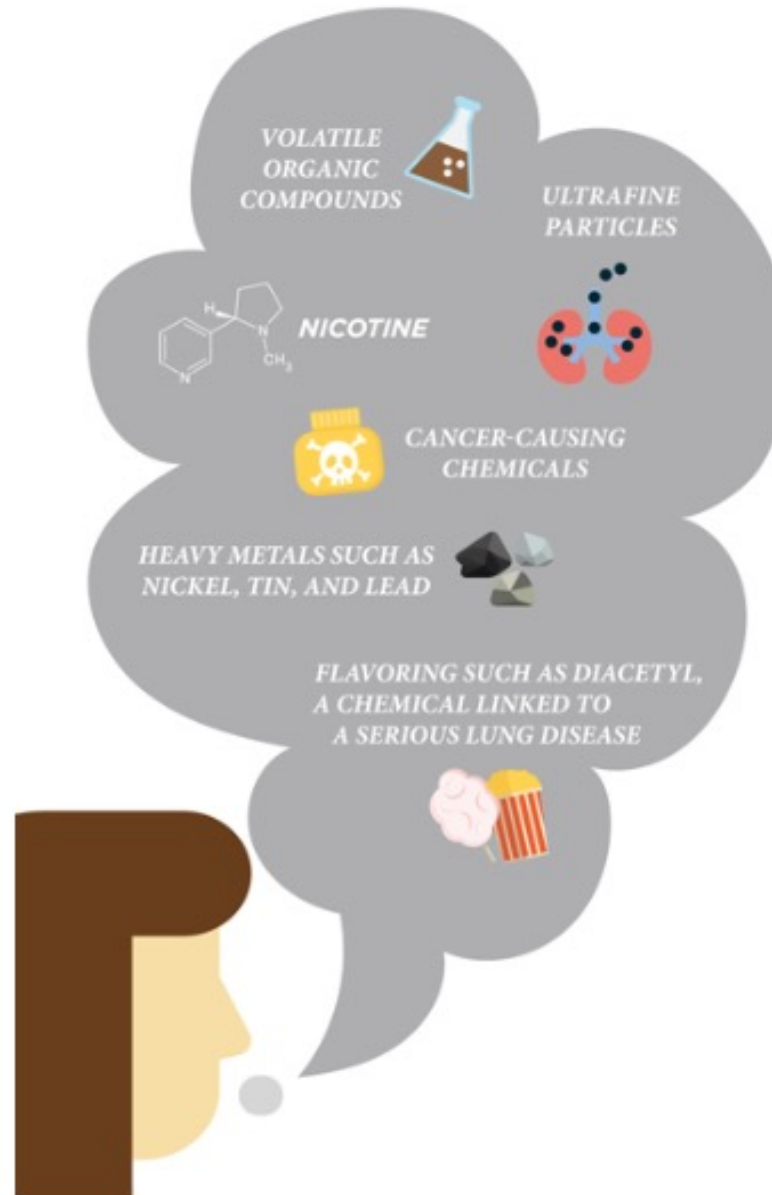 VOLATILE
ORGANIC
COMPOUNDS
ULTRAFINE
PARTICLES
H
N
CH₃
N
NICOTINE
CANCER-CAUSING
CHEMICALS
HEAVY METALS SUCH AS
NICKEL, TIN, AND LEAD
FLAVORING SUCH AS DIACETYL,
A CHEMICAL LINKED TO
A SERIOUS LUNG DISEASE